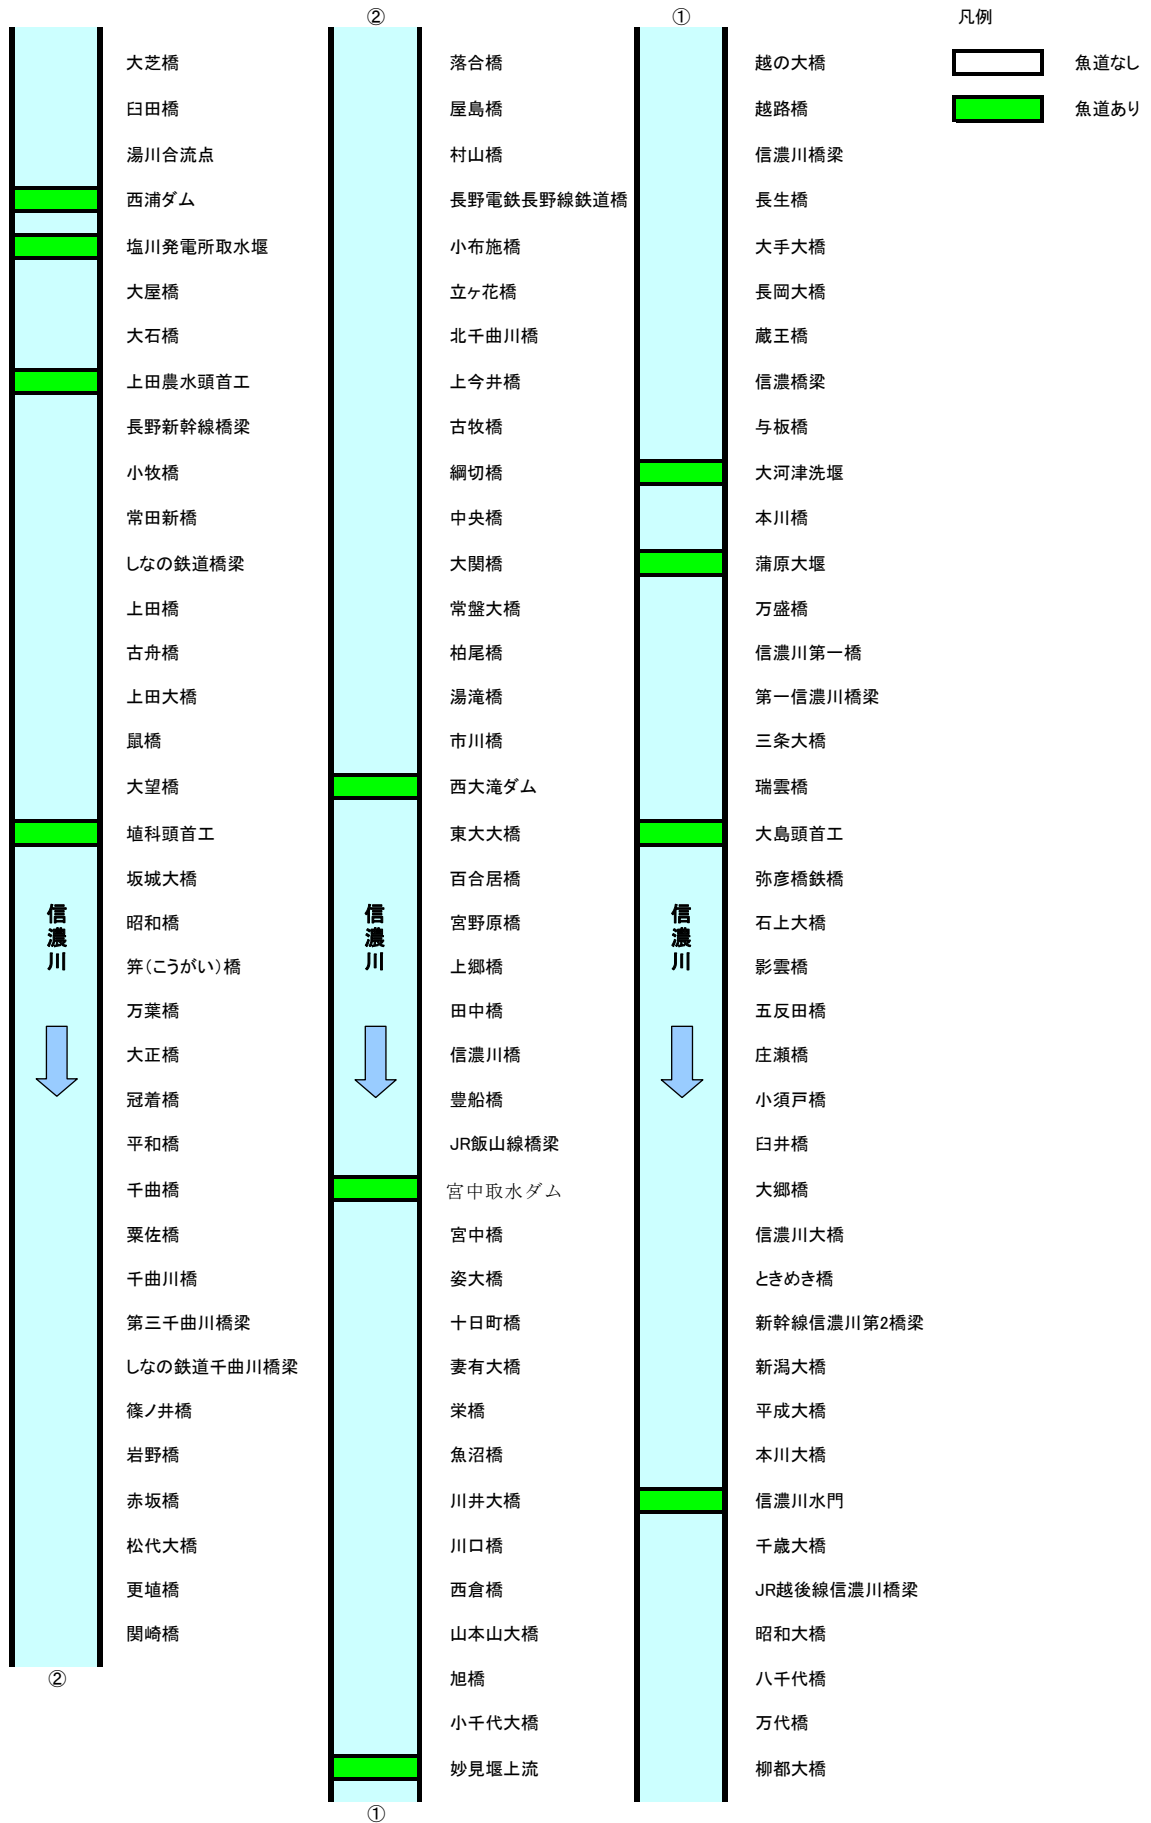 大芝橋
臼田橋
湯川合流点
西浦ダム
塩川発電所取水堰
大屋橋
大石橋
上田農水頭首工
長野新幹線橋梁
小牧橋
常田新橋
しなの鉄道橋梁
上田橋
古舟橋
上田大橋
鼠橋
大望橋
埴科頭首工
坂城大橋
昭和橋
笄(こうがい)橋
万葉橋
大正橋
冠着橋
平和橋
千曲橋
粟佐橋
千曲川橋
第三千曲川橋梁
しなの鉄道千曲川橋梁
篠ノ井橋
岩野橋
赤坂橋
松代大橋
更埴橋
関崎橋
信濃川
②
②
落合橋
屋島橋
村山橋
長野電鉄長野線鉄道橋
小布施橋
立ヶ花橋
北千曲川橋
上今井橋
古牧橋
綱切橋
中央橋
大関橋
常盤大橋
柏尾橋
湯滝橋
市川橋
西大滝ダム
東大大橋
百合居橋
宮野原橋
上郷橋
田中橋
信濃川橋
豊船橋
JR飯山線橋梁
宮中取水ダム
宮中橋
姿大橋
十日町橋
妻有大橋
栄橋
魚沼橋
川井大橋
川口橋
西倉橋
山本山大橋
旭橋
小千代大橋
妙見堰上流
信濃川
①
①
越の大橋
越路橋
信濃川橋梁
長生橋
大手大橋
長岡大橋
蔵王橋
信濃橋梁
与板橋
大河津洗堰
本川橋
蒲原大堰
万盛橋
信濃川第一橋
第一信濃川橋梁
三条大橋
瑞雲橋
大島頭首工
弥彦橋鉄橋
石上大橋
影雲橋
五反田橋
庄瀬橋
小須戸橋
臼井橋
大郷橋
信濃川大橋
ときめき橋
新幹線信濃川第2橋梁
新潟大橋
平成大橋
本川大橋
信濃川水門
千歳大橋
JR越後線信濃川橋梁
昭和大橋
八千代橋
万代橋
柳都大橋
信濃川
凡例
魚道なし
魚道あり